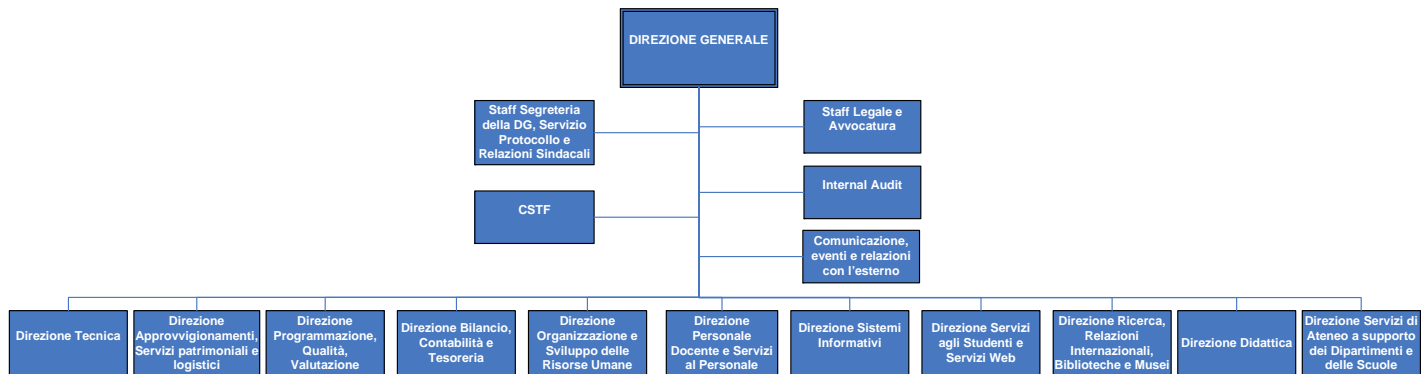 DIREZIONE GENERALE
Staff Segreteria
della DG, Servizio
Protocollo e
Relazioni Sindacali
Staff Legale e
Avvocatura
CSTF
Internal Audit
Comunicazione,
eventi e relazioni
con l'esterno
Direzione Tecnica
Direzione
Approvvigionamenti,
Servizi patrimoniali e
logistici
Direzione
Programmazione,
Qualità,
Valutazione
Direzione Bilancio,
Contabilità e
Tesoreria
Direzione
Organizzazione e
Sviluppo delle
Risorse Umane
Direzione
Personale
Docente e Servizi
al Personale
Direzione Sistemi
Informativi
Direzione Servizi
agli Studenti e
Servizi Web
Direzione Ricerca,
Relazioni
Internazionali,
Biblioteche e Musei
Direzione Didattica
Direzione Servizi di
Ateneo a supporto
dei Dipartimenti e
delle Scuole